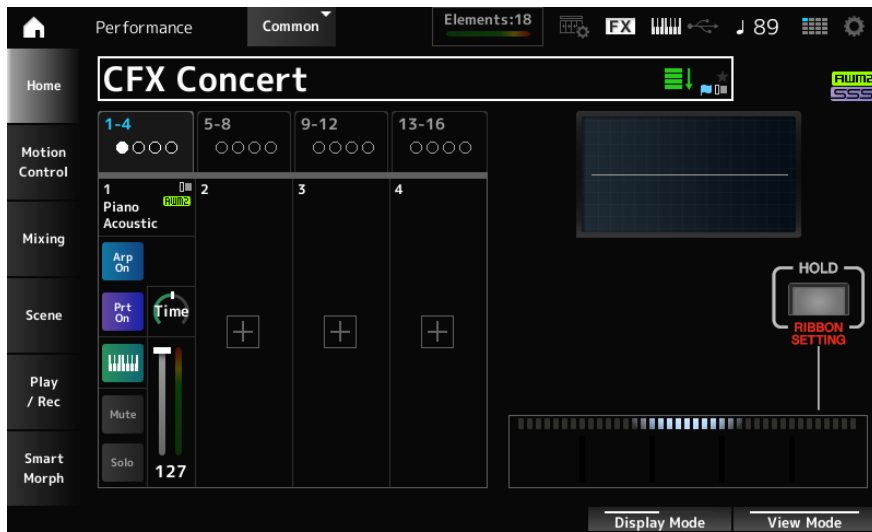 Performance
Common
Elements:18
FX
♩ 89
Home
CFX Concert
AWM2
SSS
1-4
5-8
9-12
13-16
Motion
Control
1
AWM2
Piano
Acoustic
2
3
4
Mixing
Arp
On
HOLD
Scene
Prt
On
Time
RIBBON
SETTING
Play
/ Rec
Mute
Smart
Morph
Solo
127
Display Mode
View Mode